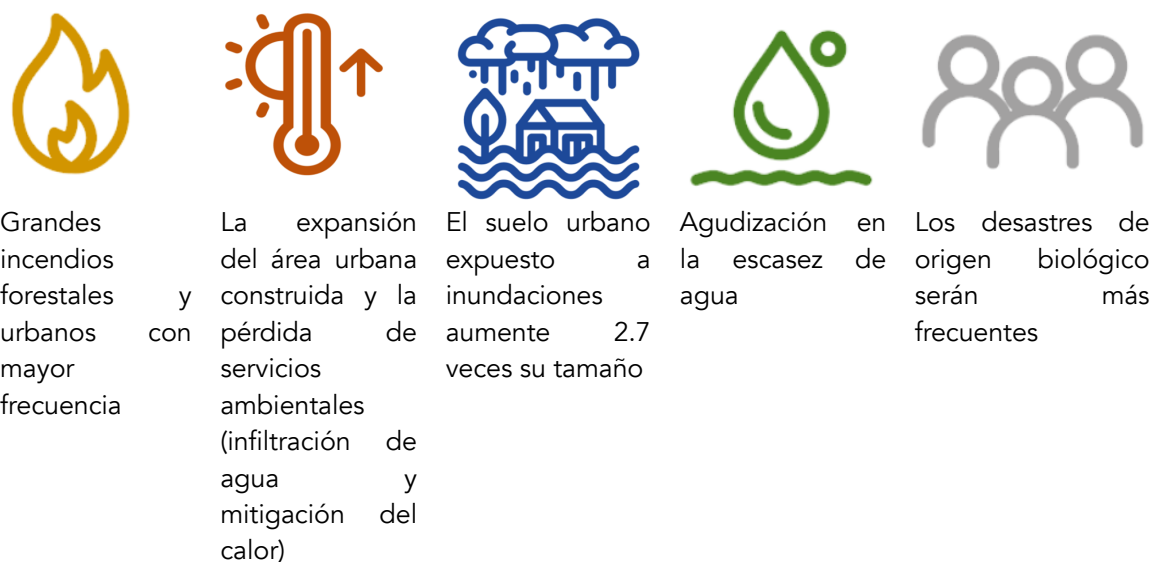 Grandes
incendios
forestales y
urbanos con
mayor
frecuencia
La expansión
del área urbana
construida y la
pérdida de
servicios
ambientales
(infiltración de
agua y
mitigación del
calor)
El suelo urbano
expuesto a
inundaciones
aumente 2.7
veces su tamaño
Agudización en
la escasez de
agua
Los desastres de
origen biológico
serán más
frecuentes